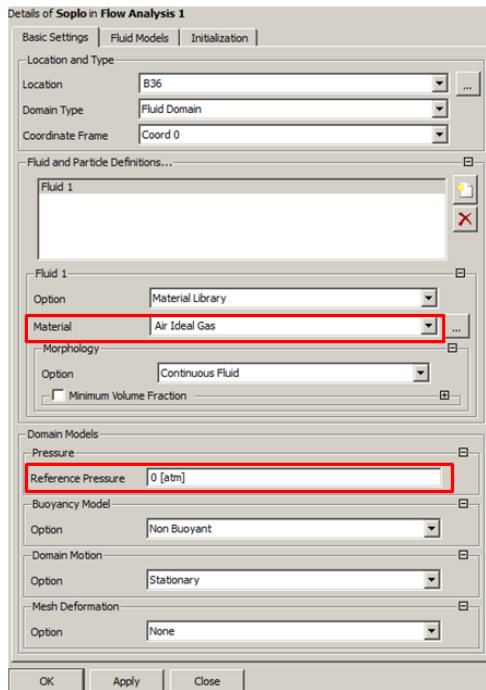 Details of Soplo in Flow Analysis 1
Basic Settings Fluid Models Initialization
Location and Type
Location B36 ...
Domain Type Fluid Domain
Coordinate Frame Coord 0
Fluid and Particle Definitions...
Fluid 1
Fluid 1
Option Material Library
Material Air Ideal Gas ...
Morphology
Option Continuous Fluid
Minimum Volume Fraction
Domain Models
Pressure
Reference Pressure 0 [atm]
Buoyancy Model
Option Non Buoyant
Domain Motion
Option Stationary
Mesh Deformation
Option None
OK Apply Close